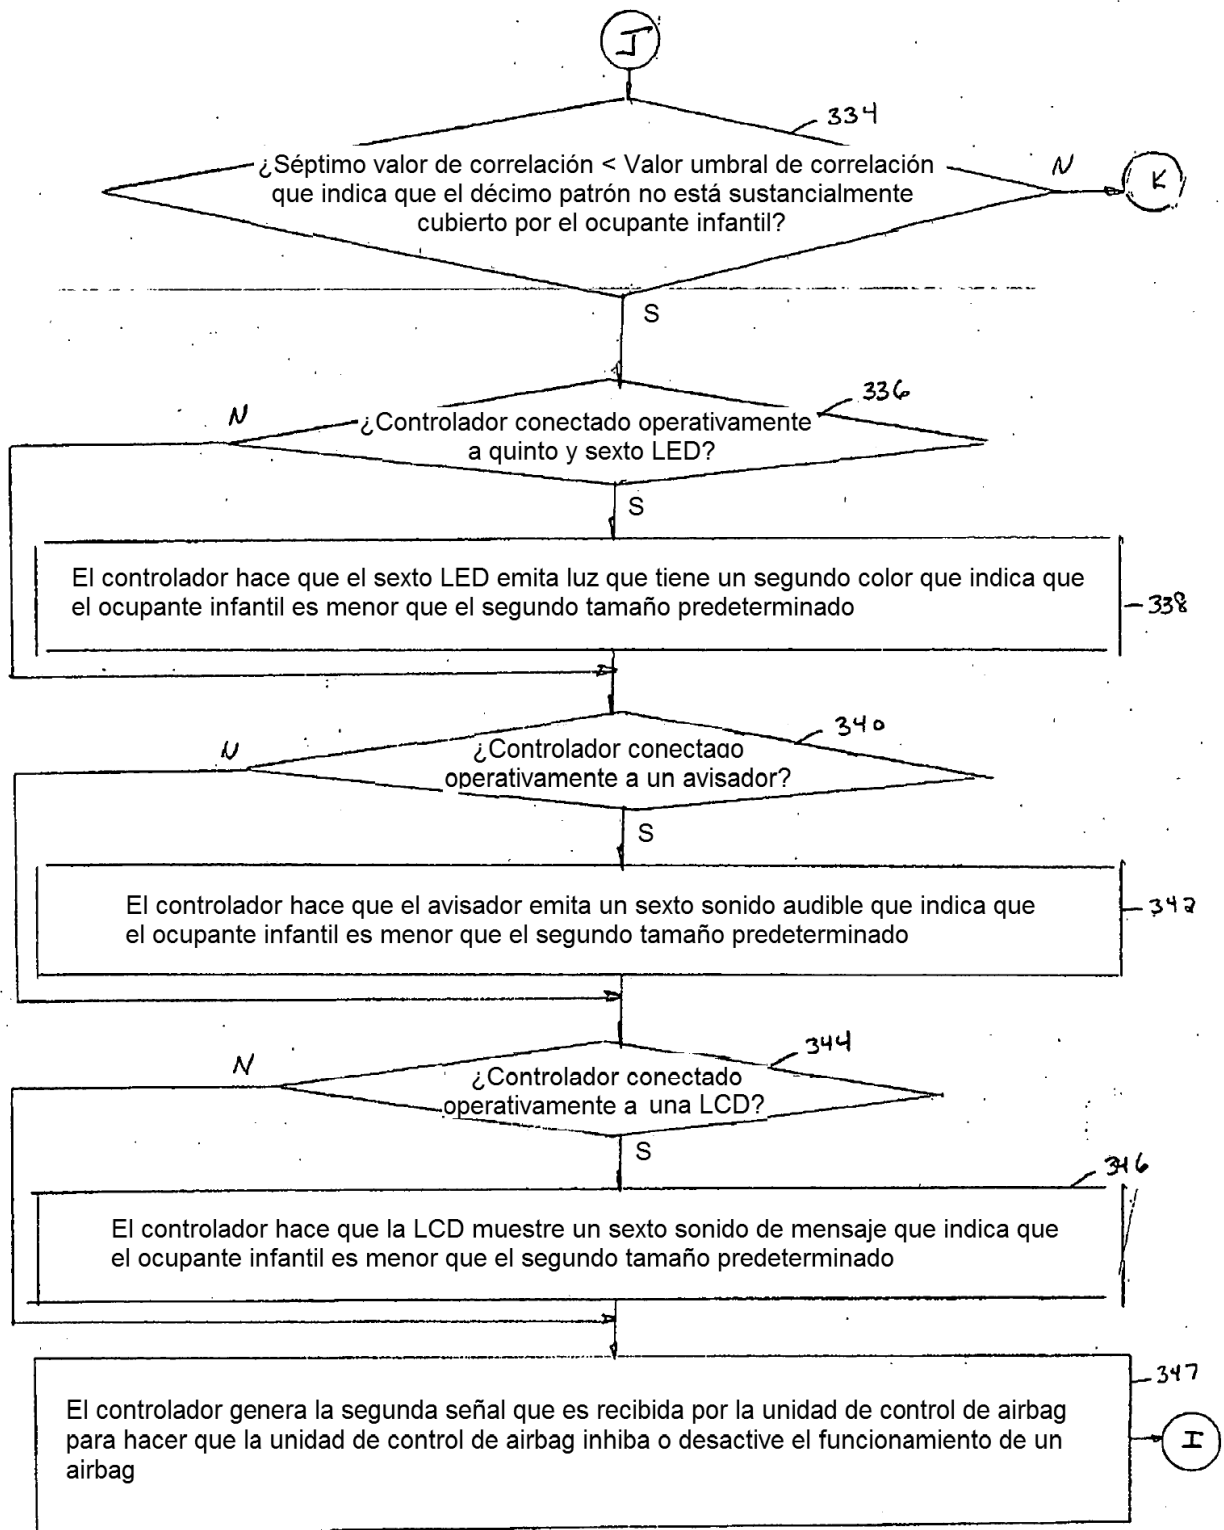 J
334
¿Séptimo valor de correlación < Valor umbral de correlación
que indica que el décimo patrón no está sustancialmente
cubierto por el ocupante infantil?
N
K
S
336
N
¿Controlador conectado operativamente
a quinto y sexto LED?
S
El controlador hace que el sexto LED emita luz que tiene un segundo color que indica que
el ocupante infantil es menor que el segundo tamaño predeterminado
338
340
N
¿Controlador conectado
operativamente a un avisador?
S
El controlador hace que el avisador emita un sexto sonido audible que indica que
el ocupante infantil es menor que el segundo tamaño predeterminado
342
344
N
¿Controlador conectado
operativamente a una LCD?
S
346
El controlador hace que la LCD muestre un sexto sonido de mensaje que indica que
el ocupante infantil es menor que el segundo tamaño predeterminado
347
El controlador genera la segunda señal que es recibida por la unidad de control de airbag
para hacer que la unidad de control de airbag inhiba o desactive el funcionamiento de un
airbag
I